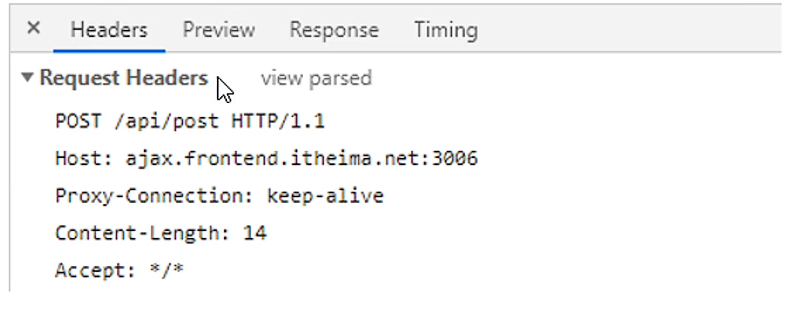 × Headers Preview Response Timing
▼ Request Headers view parsed
POST /api/post HTTP/1.1
Host: ajax.frontend.itheima.net:3006
Proxy-Connection: keep-alive
Content-Length: 14
Accept: */*